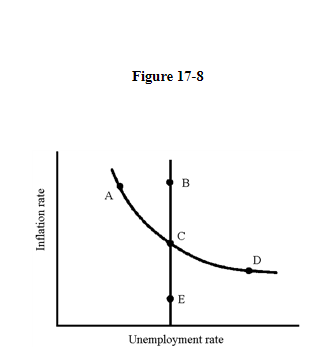 Figure 17-8
B
A
C
D
E
Inflation rate
Unemployment rate